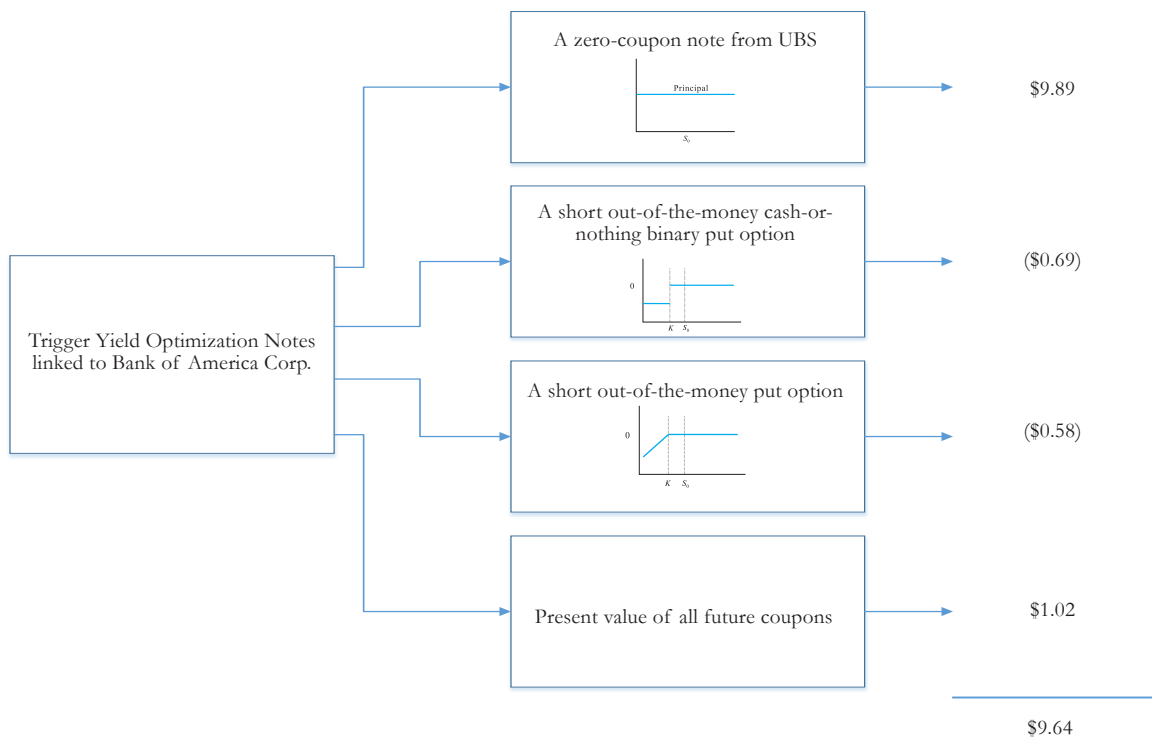 A zero-coupon note from UBS
Principal
S0
$9.89
A short out-of-the-money cash-or-
nothing binary put option
0
K S0
($0.69)
Trigger Yield Optimization Notes
linked to Bank of America Corp.
A short out-of-the-money put option
0
K S0
($0.58)
Present value of all future coupons
$1.02
$9.64